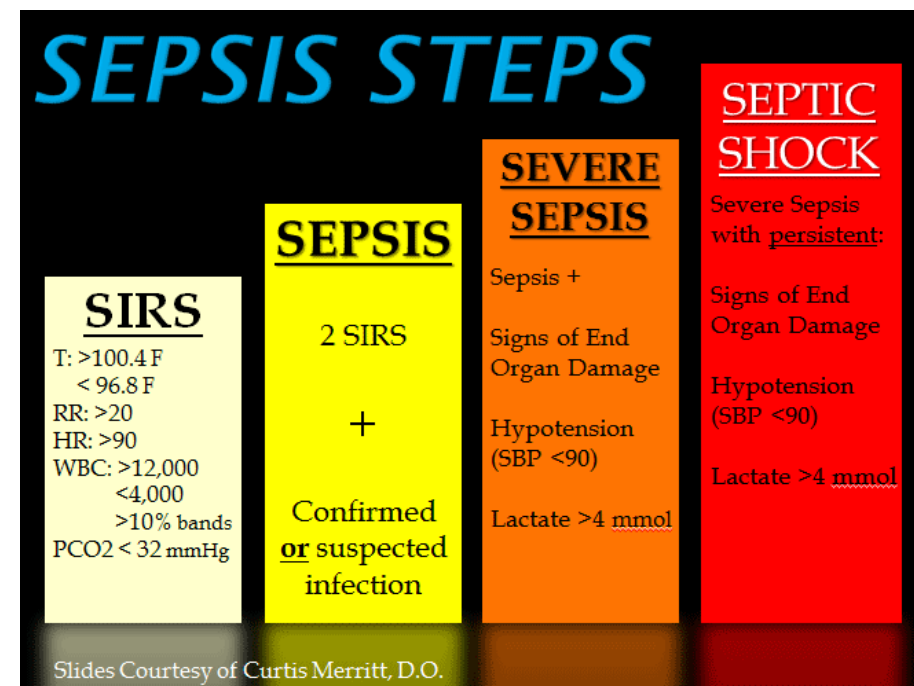 SEPSIS STEPS
SIRS
T: >100.4 F
< 96.8 F
RR: >20
HR: >90
WBC: >12,000
<4,000
>10% bands
PCO2 < 32 mmHg
SEPSIS
2 SIRS
+
Confirmed
or suspected
infection
SEVERE
SEPSIS
Sepsis +
Signs of End
Organ Damage
Hypotension
(SBP <90)
Lactate >4 mmol
SEPTIC
SHOCK
Severe Sepsis
with persistent:
Signs of End
Organ Damage
Hypotension
(SBP <90)
Lactate >4 mmol
Slides Courtesy of Curtis Merritt, D.O.